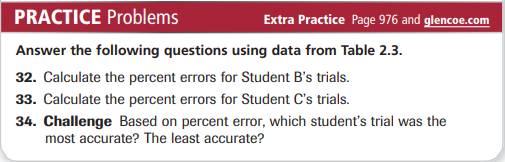 PRACTICE Problems Extra Practice Page 976 and glencoe.com
Answer the following questions using data from Table 2.3.
32. Calculate the percent errors for Student B's trials.
33. Calculate the percent errors for Student C's trials.
34. Challenge Based on percent error, which student's trial was the
most accurate? The least accurate?